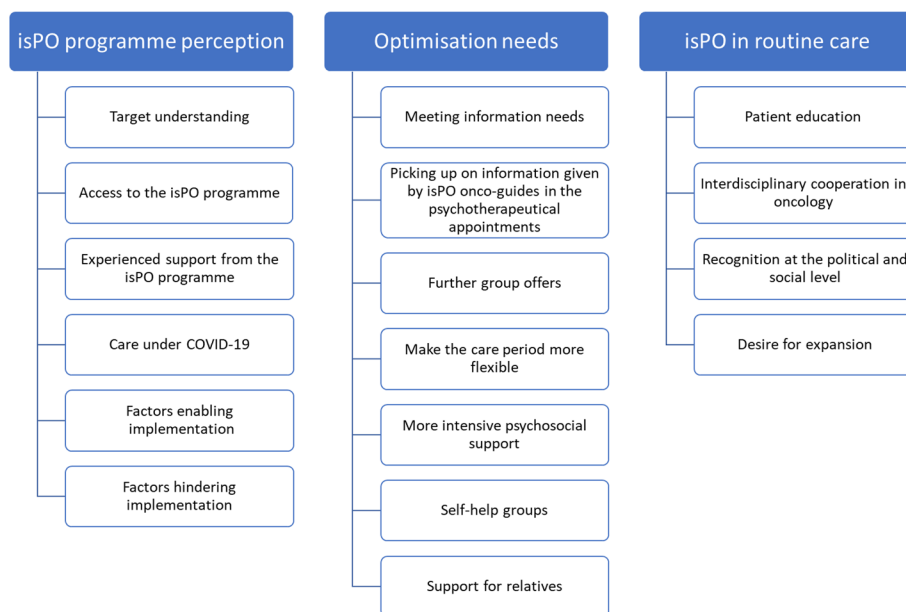 isPO programme perception
Target understanding
Access to the isPO programme
Experienced support from the
isPO programme
Care under COVID-19
Factors enabling
implementation
Factors hindering
implementation
Optimisation needs
Meeting information needs
Picking up on information given
by isPO onco-guides in the
psychotherapeutical
appointments
Further group offers
Make the care period more
flexible
More intensive psychosocial
support
Self-help groups
Support for relatives
isPO in routine care
Patient education
Interdisciplinary cooperation in
oncology
Recognition at the political and
social level
Desire for expansion